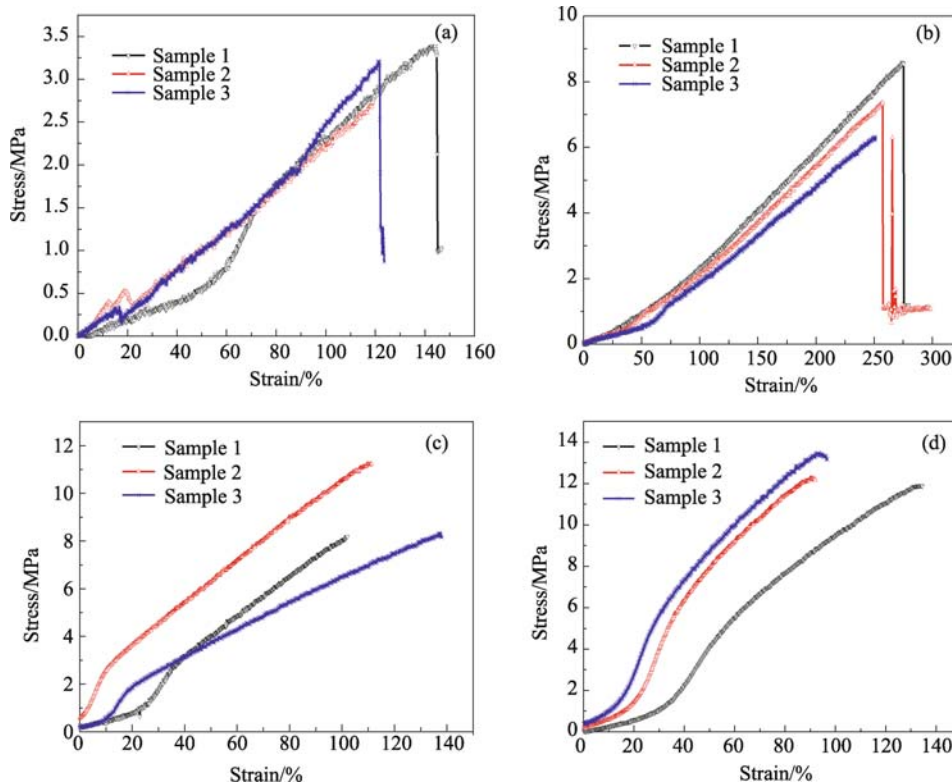 (a)
Sample 1
Sample 2
Sample 3
Stress/MPa
3.5
3.0
2.5
2.0
1.5
1.0
0.5
0.0
0 20 40 60 80 100 120 140 160
Strain/%
(b)
Sample 1
Sample 2
Sample 3
Stress/MPa
10
8
6
4
2
0
0 50 100 150 200 250 300
Strain/%
(c)
Sample 1
Sample 2
Sample 3
Stress/MPa
12
10
8
6
4
2
0
0 20 40 60 80 100 120 140
Strain/%
(d)
Sample 1
Sample 2
Sample 3
Stress/MPa
14
12
10
8
6
4
2
0
0 20 40 60 80 100 120 140
Strain/%